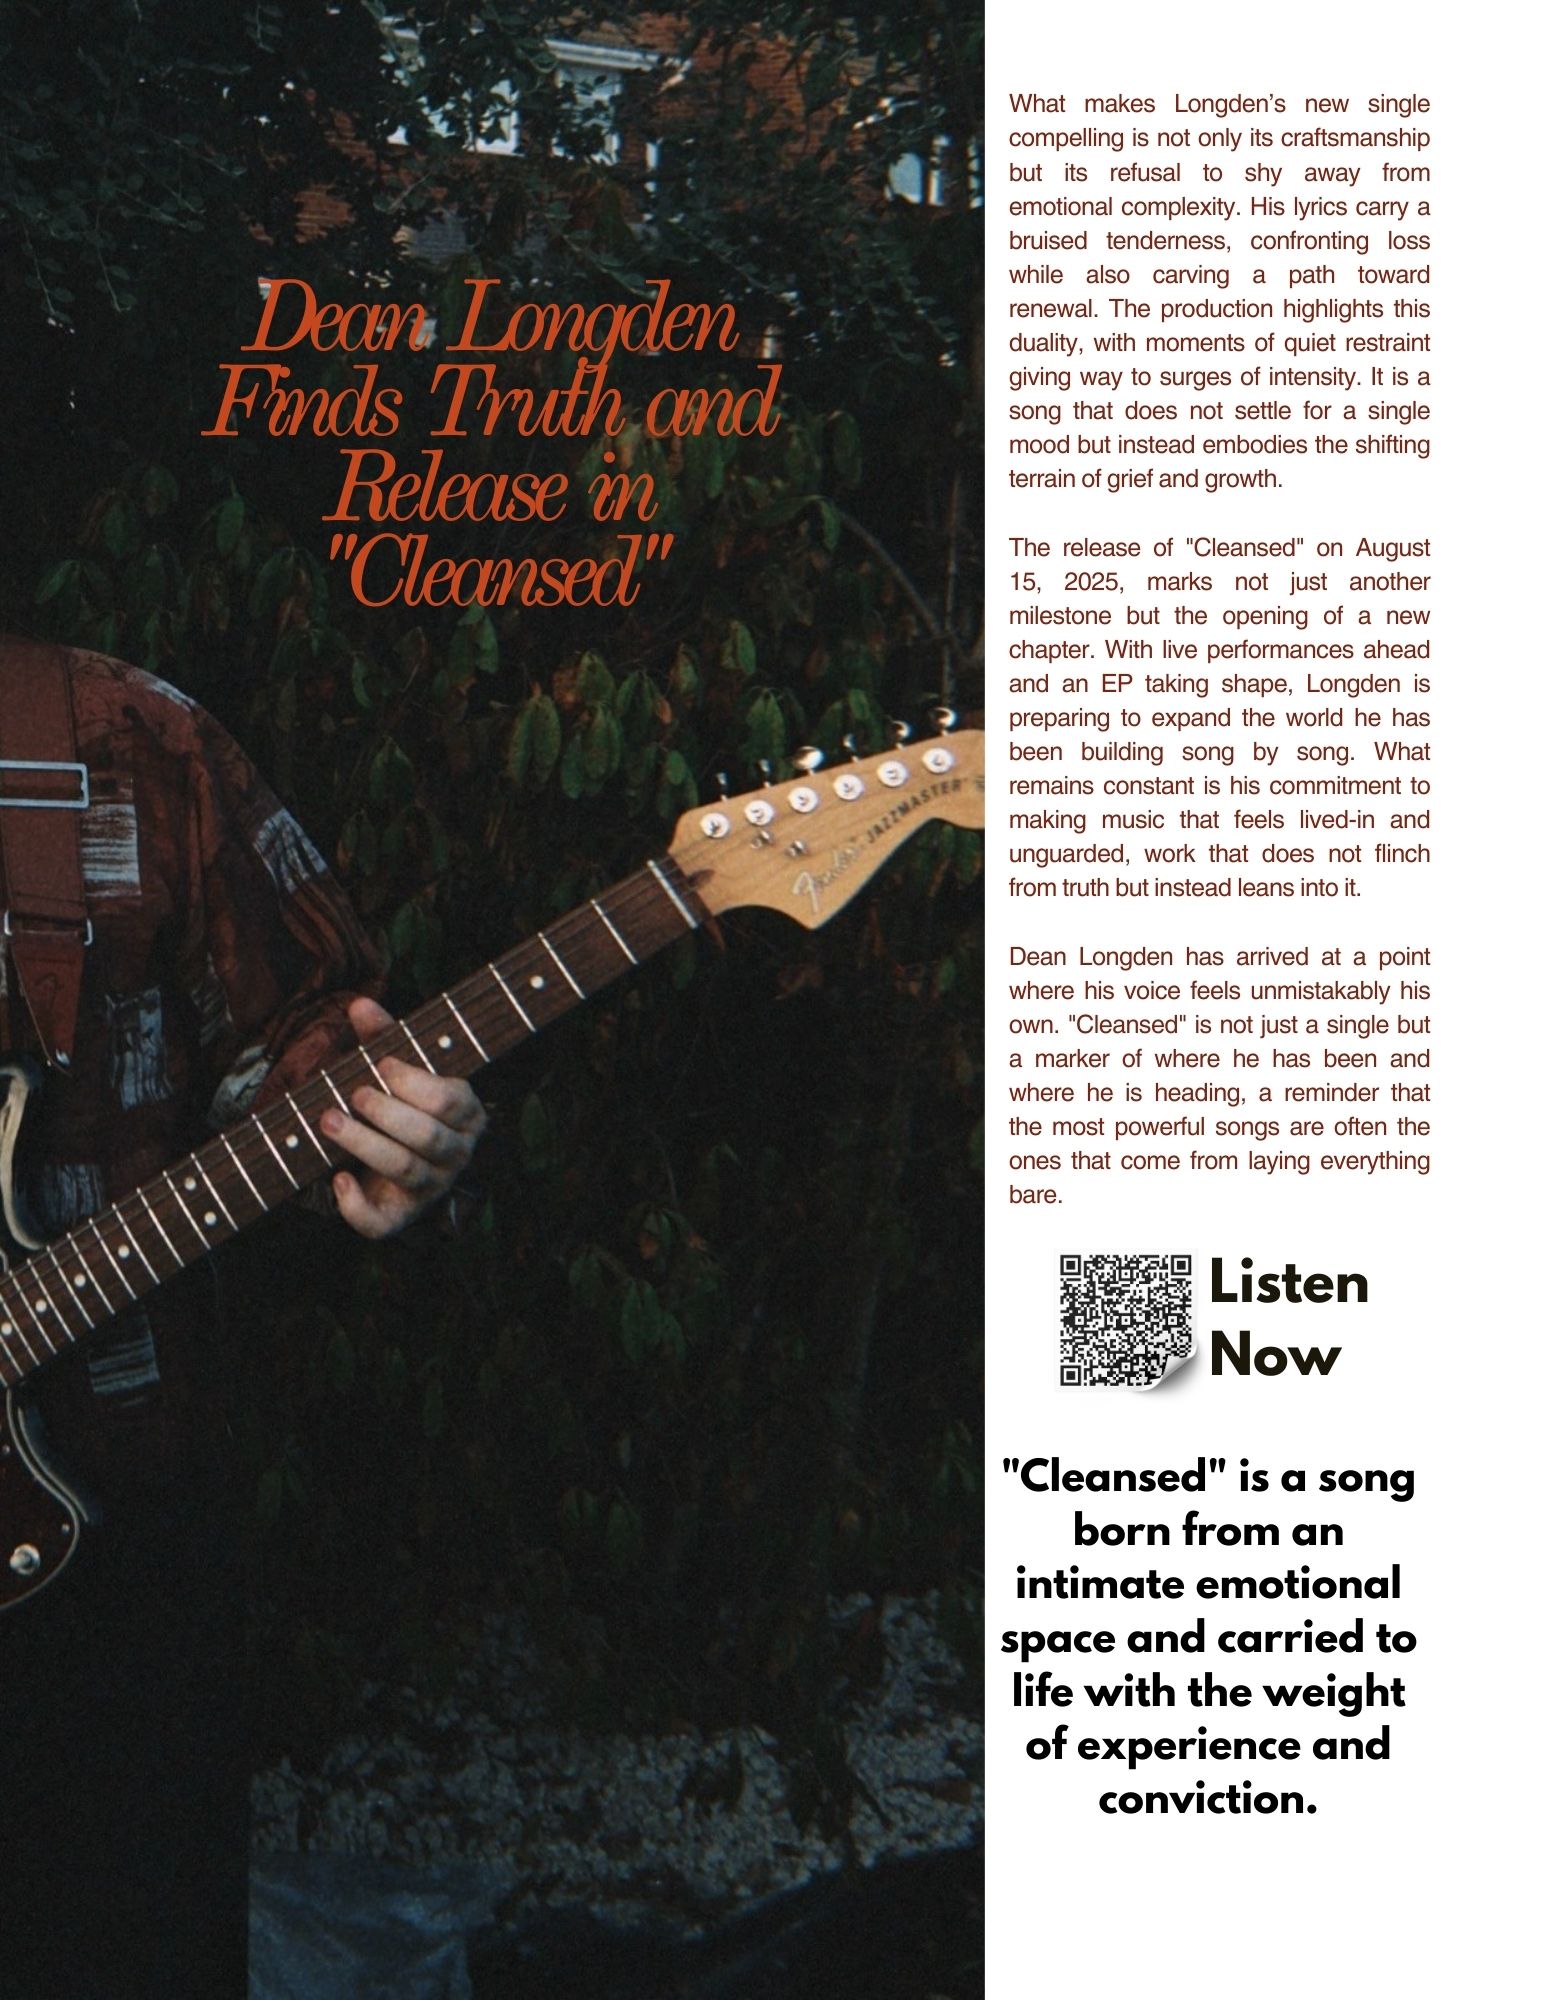 Dean Longden
Finds Truth and
Release in
"Cleansed"
Fender JAZZMASTER
What makes Longden’s new single
compelling is not only its craftsmanship
but its refusal to shy away from
emotional complexity. His lyrics carry a
bruised tenderness, confronting loss
while also carving a path toward
renewal. The production highlights this
duality, with moments of quiet restraint
giving way to surges of intensity. It is a
song that does not settle for a single
mood but instead embodies the shifting
terrain of grief and growth.
The release of "Cleansed" on August
15, 2025, marks not just another
milestone but the opening of a new
chapter. With live performances ahead
and an EP taking shape, Longden is
preparing to expand the world he has
been building song by song. What
remains constant is his commitment to
making music that feels lived-in and
unguarded, work that does not flinch
from truth but instead leans into it.
Dean Longden has arrived at a point
where his voice feels unmistakably his
own. "Cleansed" is not just a single but
a marker of where he has been and
where he is heading, a reminder that
the most powerful songs are often the
ones that come from laying everything
bare.
Listen
Now
"Cleansed" is a song
born from an
intimate emotional
space and carried to
life with the weight
of experience and
conviction.